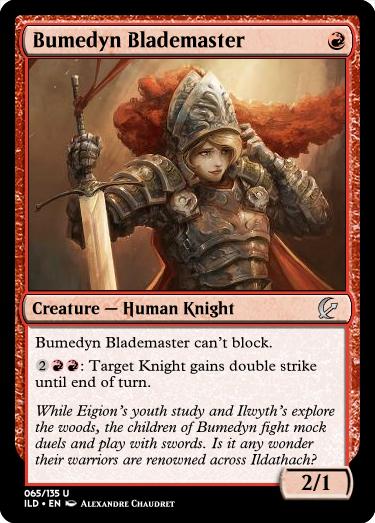 Bumedyn Blademaster
Creature — Human Knight
Bumedyn Blademaster can't block.
2 : Target Knight gains double strike
until end of turn.
While Eigion's youth study and Ilwyth's explore
the woods, the children of Bumedyn fight mock
duels and play with swords. Is it any wonder
their warriors are renowned across Ildathach?
2/1
065/135 U
ILD • EN Alexandre Chaudret